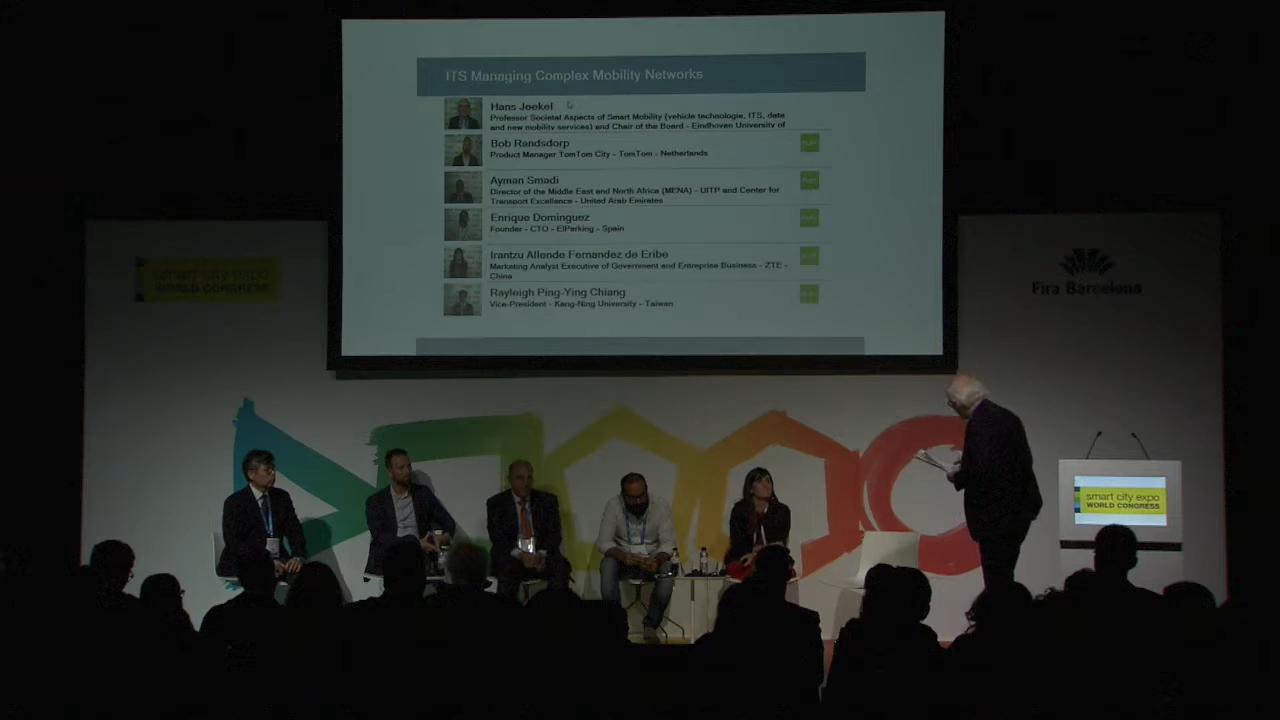 ITS Managing Complex Mobility Networks
Hans Jeekel
Professor Societal Aspects of Smart Mobility (vehicle technologie, ITS, data
and new mobility services) and Chair of the Board - Eindhoven University of
Bob Randsdorp
Product Manager TomTom City - TomTom - Netherlands
Ayman Smadi
Director of the Middle East and North Africa (MENA) - UITP and Center for
Transport Excellence - United Arab Emirates
Enrique Dominguez
Founder - CTO - ElParking - Spain
Irantzu Allende Fernandez de Eribe
Marketing Analyst Executive of Government and Entreprise Business - ZTE -
China
Rayleigh Ping-Ying Chiang
Vice-President - Kang-Ning University - Taiwan
smart city expo
WORLD CONGRESS
Fira Barcelona
smart city expo
WORLD CONGRESS